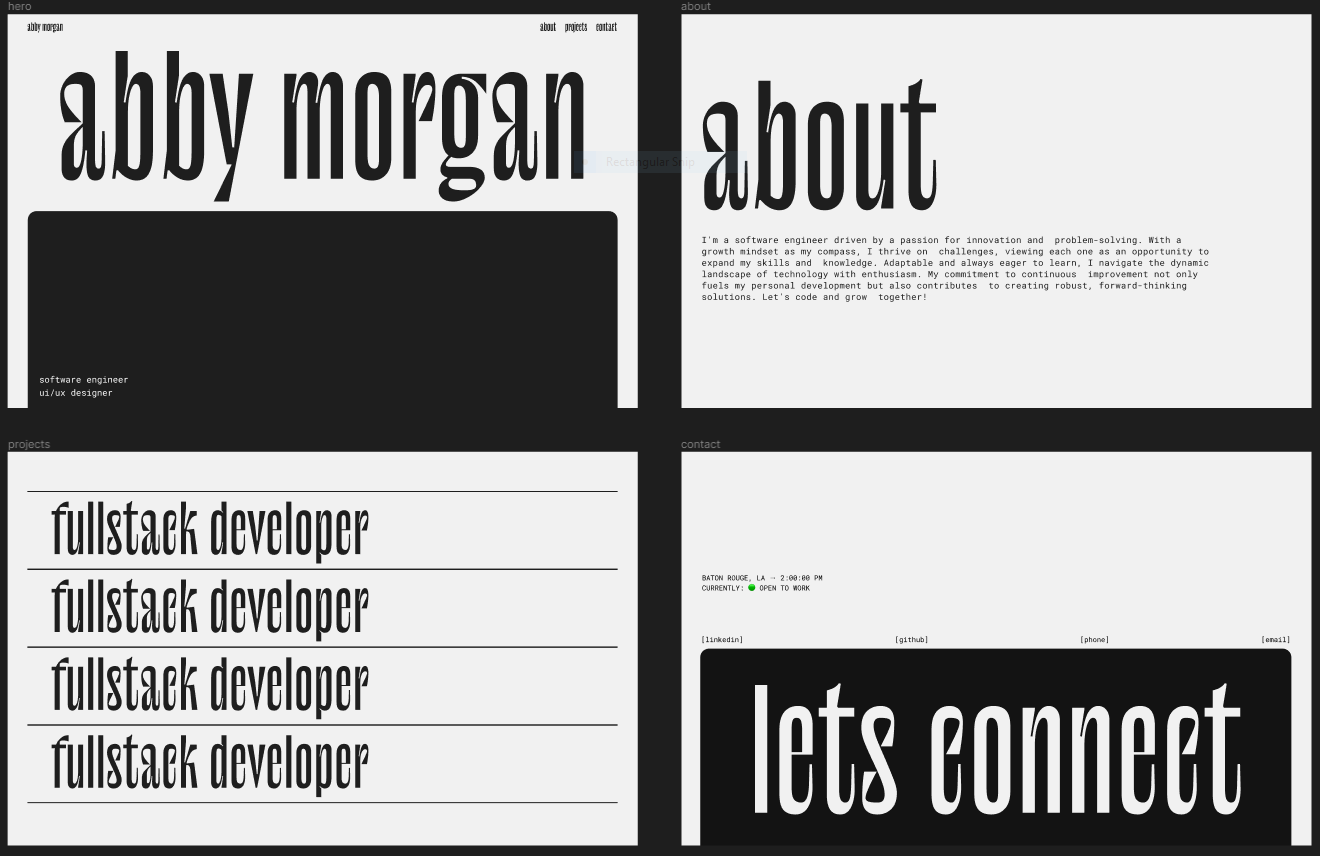 hero
abby morgan
about projects contact
abby morgan
software engineer
ui/ux designer
about
Rectangular Snip
about
I'm a software engineer driven by a passion for innovation and  problem-solving. With a
growth mindset as my compass, I thrive on  challenges, viewing each one as an opportunity to
expand my skills and  knowledge. Adaptable and always eager to learn, I navigate the dynamic
landscape of technology with enthusiasm. My commitment to continuous  improvement not only
fuels my personal development but also contributes  to creating robust, forward-thinking
solutions. Let's code and grow  together!
projects
fullstack developer
fullstack developer
fullstack developer
fullstack developer
contact
BATON ROUGE, LA → 2:00:00 PM
CURRENTLY: 🟢 OPEN TO WORK
[linkedin] [github] [phone] [email]
lets connect